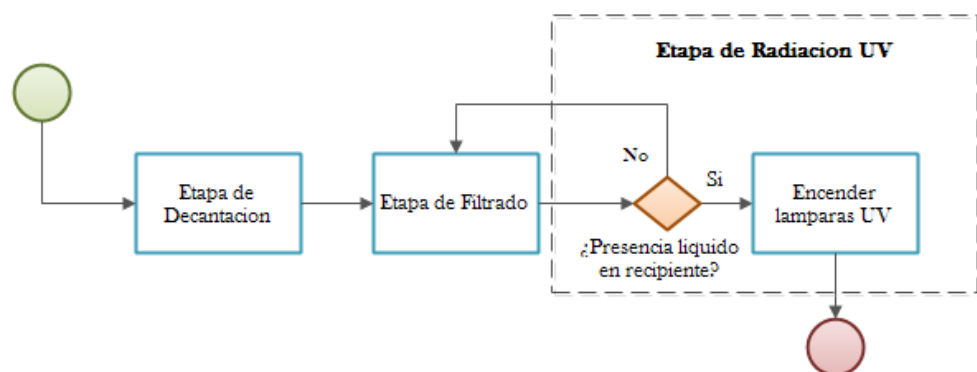 Etapa de Radiacion UV
No
Si
Etapa de
Decantacion
Etapa de Filtrado
Encender
lamparas UV
¿Presencia liquido
en recipiente?